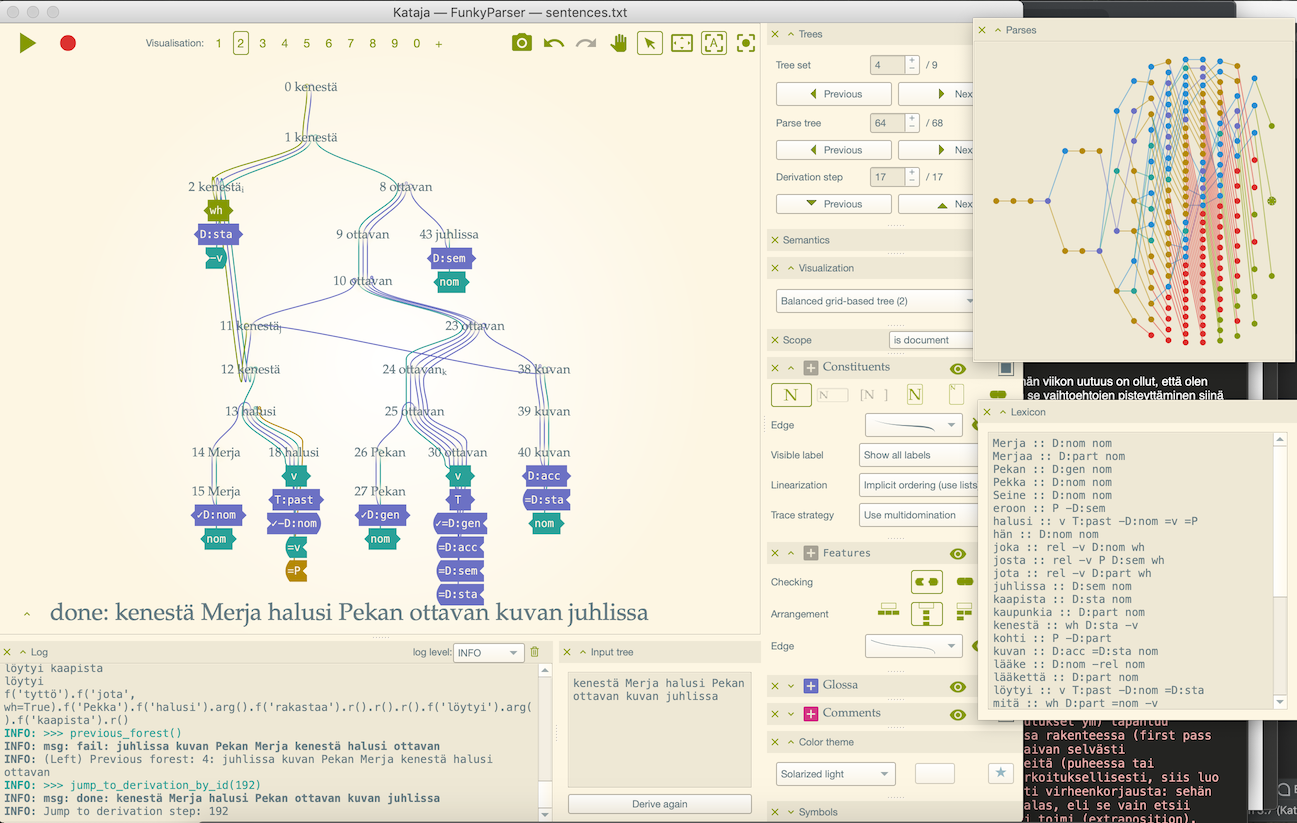 Kataja — FunkyParser — sentences.txt
Visualisation: 1 2 3 4 5 6 7 8 9 0 +
0 kenestä
1 kenestä
2 kenestäi
8 ottavan
wh
D:sta
−v
9 ottavan
43 juhlissa
D:sem
nom
10 ottavan
11 kenestäj
23 ottavan
12 kenestä
24 ottavank
38 kuvan
13 halusi
25 ottavan
39 kuvan
14 Merja
18 halusi
26 Pekan
30 ottavan
40 kuvan
15 Merja
27 Pekan
✓D:nom
nom
v
T:past
✓−D:nom
=v
=P
✓D:gen
nom
v
T
✓=D:gen
=D:acc
=D:sem
=D:sta
D:acc
=D:sta
nom
done: kenestä Merja halusi Pekan ottavan kuvan juhlissa
Log
log level: INFO
löytyi kaapista
löytyi
f('tyttö').f('jota',
wh=True).f('Pekka').f('halusi').arg().f('rakastaa').r().r().r().f('löytyi').arg(
).f('kaapista').r()
INFO: >>> previous_forest()
INFO: msg: fail: juhlissa kuvan Pekan Merja kenestä halusi ottavan
INFO: (Left) Previous forest: 4: juhlissa kuvan Pekan Merja kenestä halusi
ottavan
INFO: >>> jump_to_derivation_by_id(192)
INFO: msg: done: kenestä Merja halusi Pekan ottavan kuvan juhlissa
INFO: Jump to derivation step: 192
Input tree
kenestä Merja halusi Pekan
ottavan kuvan juhlissa
Derive again
Trees
Tree set 4 / 9
Previous Nex
Parse tree 64 / 68
Previous Nex
Derivation step 17 / 17
Previous Nex
Semantics
Visualization
Balanced grid-based tree (2)
Scope is document
Constituents
N N [N ] N N
Edge
Visible label Show all labels
Linearization Implicit ordering (use lists
Trace strategy Use multidomination
Features
Checking
Arrangement
Edge
Glossa
Comments
Color theme
Solarized light
Symbols
Parses
nän viikon uutuus on ollut, että olen
se vaihtoehtojen pisteyttäminen siinä
Lexicon
Merja :: D:nom nom
Merjaa :: D:part nom
Pekan :: D:gen nom
Pekka :: D:nom nom
Seine :: D:nom nom
eroon :: P -D:sem
halusi :: v T:past -D:nom =v =P
hän :: D:nom nom
joka :: rel -v D:nom wh
josta :: rel -v P D:sem wh
jota :: rel -v D:part wh
juhlissa :: D:sem nom
kaapista :: D:sta nom
kaupunkia :: D:part nom
kenestä :: wh D:sta -v
kohti :: P -D:part
kuvan :: D:acc =D:sta nom
lääke :: D:nom -rel nom
lääkettä :: D:part nom
löytyi :: v T:past -D:nom =D:sta
mitä :: wh D:part =nom -v
utukset ym) tapahtuu
sa rakenteessa (first pass
aivan selvästi
eitä (puheessa tai
rkoituksellisesti, siis luo
ti virheenkorjausta: sehän
alas, eli se vain etsii
i toimi (extraposition).
(Kat